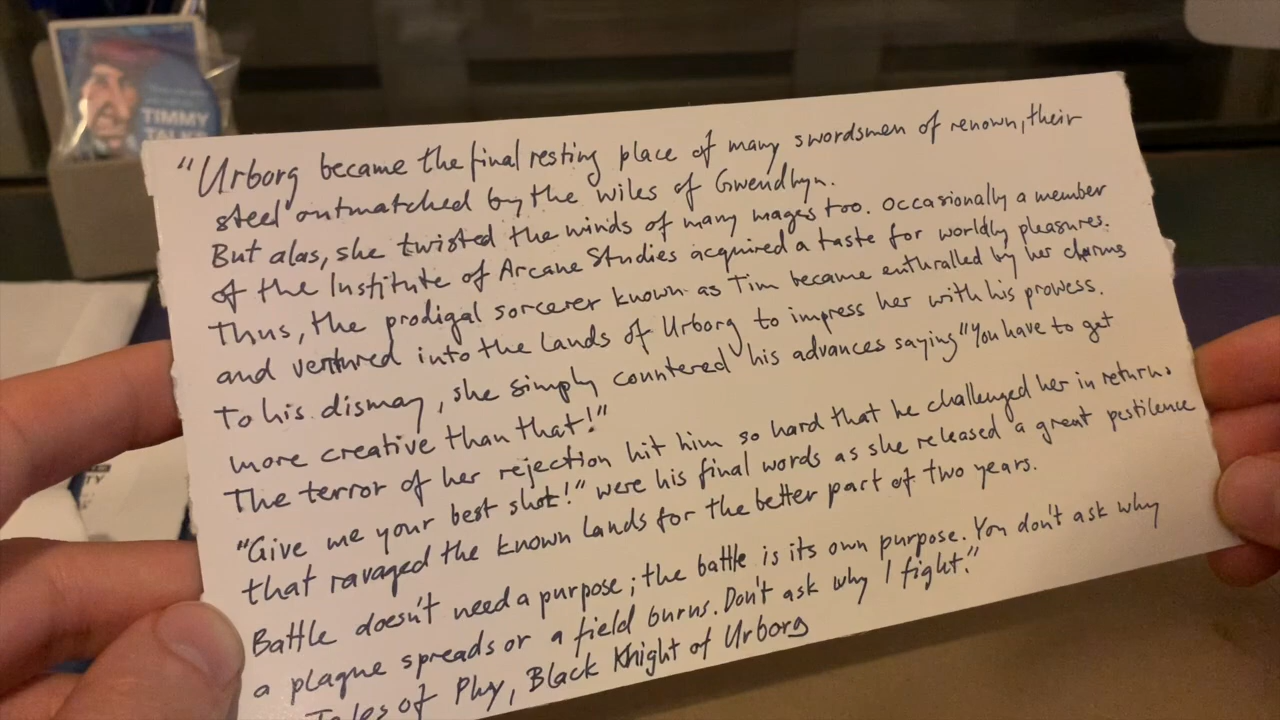 TIMMY
TALKS
"Urborg became the final resting place of many swordsmen of renown, their
steel outmatched by the wiles of Gwendlyn.
But alas, she twisted the minds of many mages too. Occasionally a member
of the Institute of Arcane Studies acquired a taste for worldly pleasures.
Thus, the prodigal sorcerer known as Tim became enthralled by her charms
and ventured into the lands of Urborg to impress her with his prowess.
To his dismay, she simply countered his advances saying "You have to get
more creative than that!"
The terror of her rejection hit him so hard that he challenged her in return.
"Give me your best shot!" were his final words as she released a great pestilence
that ravaged the known lands for the better part of two years.
Battle doesn't need a purpose; the battle is its own purpose. You don't ask why
a plague spreads or a field burns. Don't ask why I fight."
Tales of Phy, Black Knight of Urborg